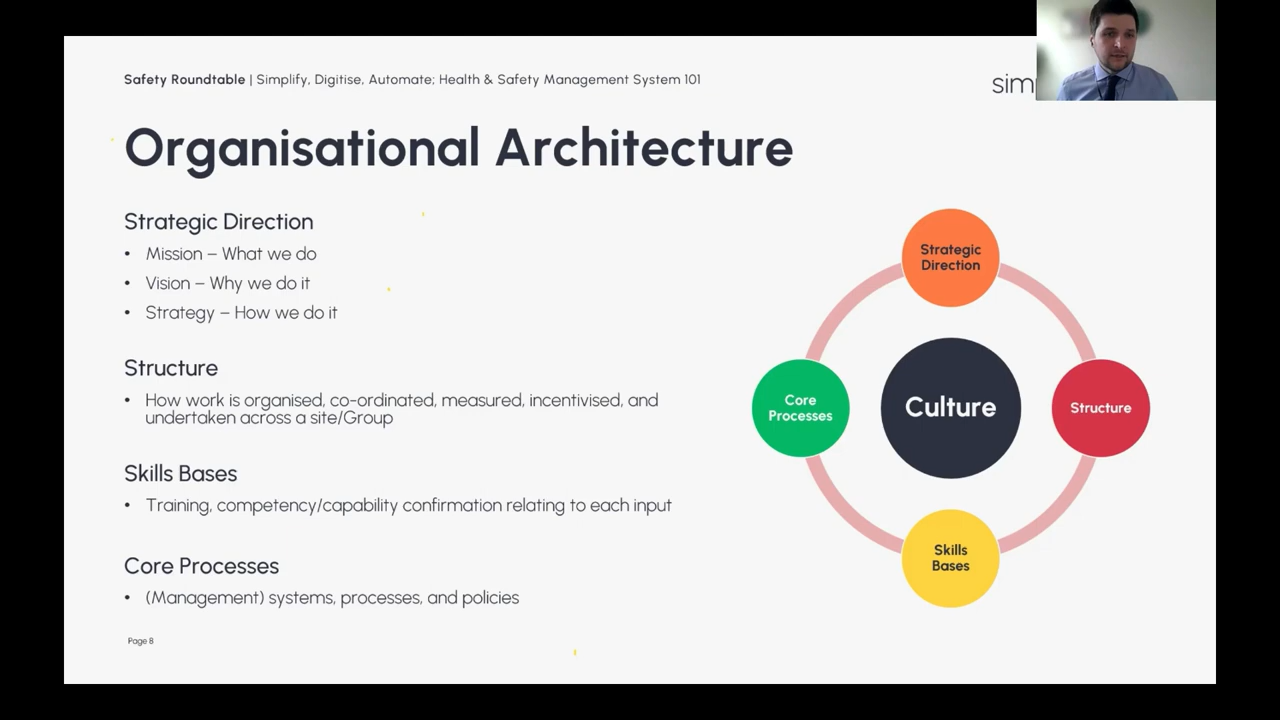 Safety Roundtable | Simplify, Digitise, Automate; Health & Safety Management System 101
Organisational Architecture
Strategic Direction
• Mission – What we do
• Vision – Why we do it
• Strategy – How we do it
Structure
• How work is organised, co-ordinated, measured, incentivised, and
undertaken across a site/Group
Skills Bases
• Training, competency/capability confirmation relating to each input
Core Processes
• (Management) systems, processes, and policies
Page 8
Strategic
Direction
Core
Processes
Culture
Structure
Skills
Bases